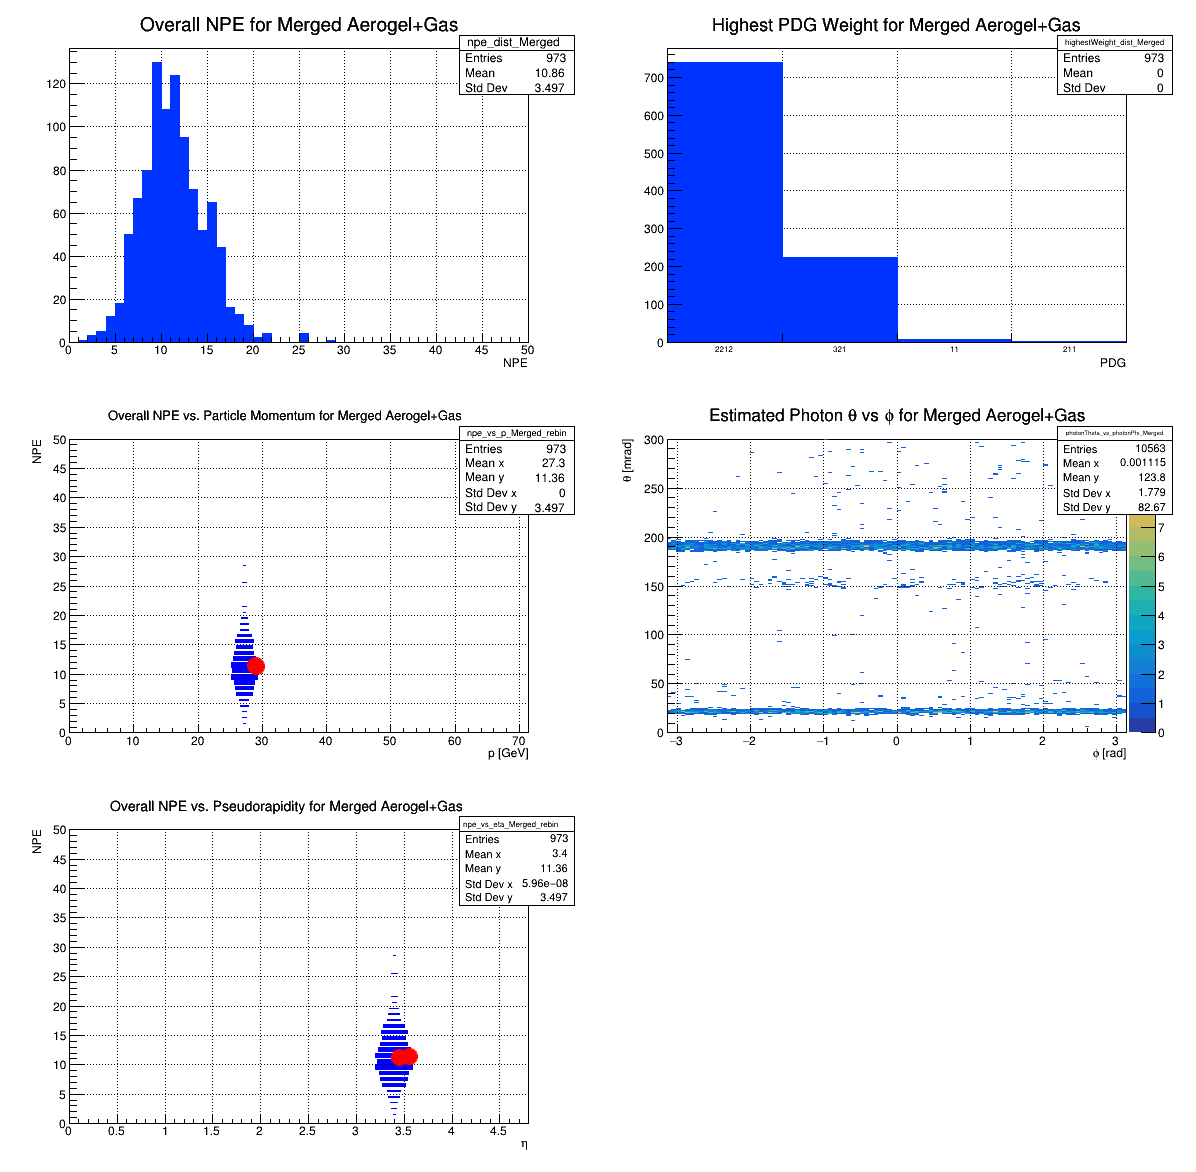 Overall NPE for Merged Aerogel+Gas
npe_dist_Merged
Entries 973
Mean 10.86
Std Dev 3.497
120
100
80
60
40
20
0
0 5 10 15 20 25 30 35 40 45 50
NPE
Highest PDG Weight for Merged Aerogel+Gas
highestWeight_dist_Merged
Entries 973
Mean 0
Std Dev 0
700
600
500
400
300
200
100
0
2212 321 11 211
PDG
Overall NPE vs. Particle Momentum for Merged Aerogel+Gas
npe_vs_p_Merged_rebin
Entries 973
Mean x 27.3
Mean y 11.36
Std Dev x 0
Std Dev y 3.497
NPE
50
45
40
35
30
25
20
15
10
5
0
0 10 20 30 40 50 60 70
p [GeV]
Estimated Photon θ vs ϕ for Merged Aerogel+Gas
photonTheta_vs_photonPhi_Merged
Entries 10563
Mean x 0.001115
Mean y 123.8
Std Dev x 1.779
Std Dev y 82.67
θ [mrad]
300
250
200
150
100
50
0
−3 −2 −1 0 1 2 3
ϕ [rad]
7
6
5
4
3
2
1
0
Overall NPE vs. Pseudorapidity for Merged Aerogel+Gas
npe_vs_eta_Merged_rebin
Entries 973
Mean x 3.4
Mean y 11.36
Std Dev x 5.96e−08
Std Dev y 3.497
NPE
50
45
40
35
30
25
20
15
10
5
0
0 0.5 1 1.5 2 2.5 3 3.5 4 4.5
η